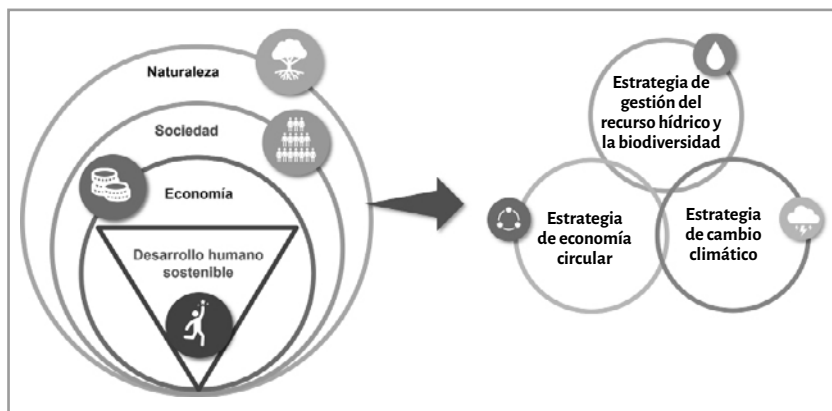 Naturaleza
Sociedad
Economía
Desarrollo humano
sostenible
Estrategia de
gestión del
recurso hídrico y
la biodiversidad
Estrategia
de economía
circular
Estrategia
de cambio
climático